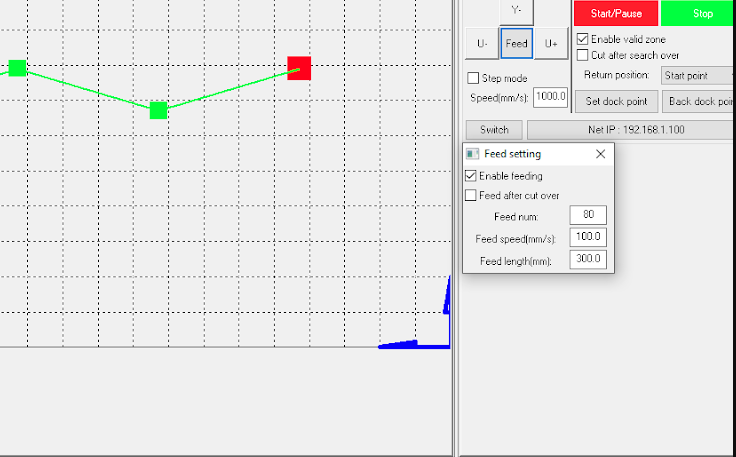 Y-
Start/Pause
Stop
U-
Feed
U+
Enable valid zone
Cut after search over
Step mode
Return position:
Start point
Speed(mm/s):
1000.0
Set dock point
Back dock
Switch
Net IP : 192.168.1.100
Feed setting
Enable feeding
Feed after cut over
Feed num:
80
Feed speed(mm/s):
100.0
Feed length(mm):
300.0